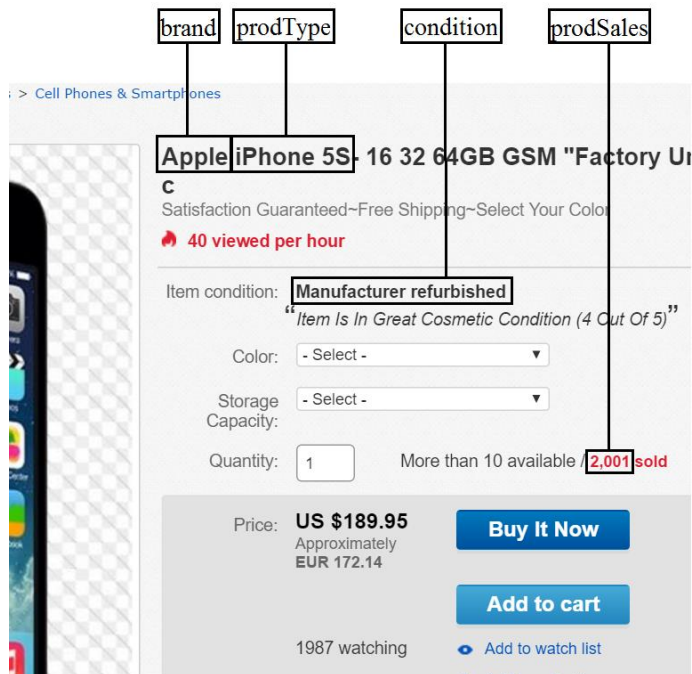 brand prodType condition prodSales
> Cell Phones & Smartphones
Apple iPhone 5S- 16 32 64GB GSM "Factory
c
Satisfaction Guaranteed~Free Shipping~Select Your Color
40 viewed per hour
Item condition: Manufacturer refurbished
“Item Is In Great Cosmetic Condition (4 Out Of 5)”
Color: - Select -
Storage - Select -
Capacity:
Quantity: 1 More than 10 available / 2,001 sold
Price: US $189.95 Buy It Now
Approximately
EUR 172.14
Add to cart
1987 watching Add to watch list